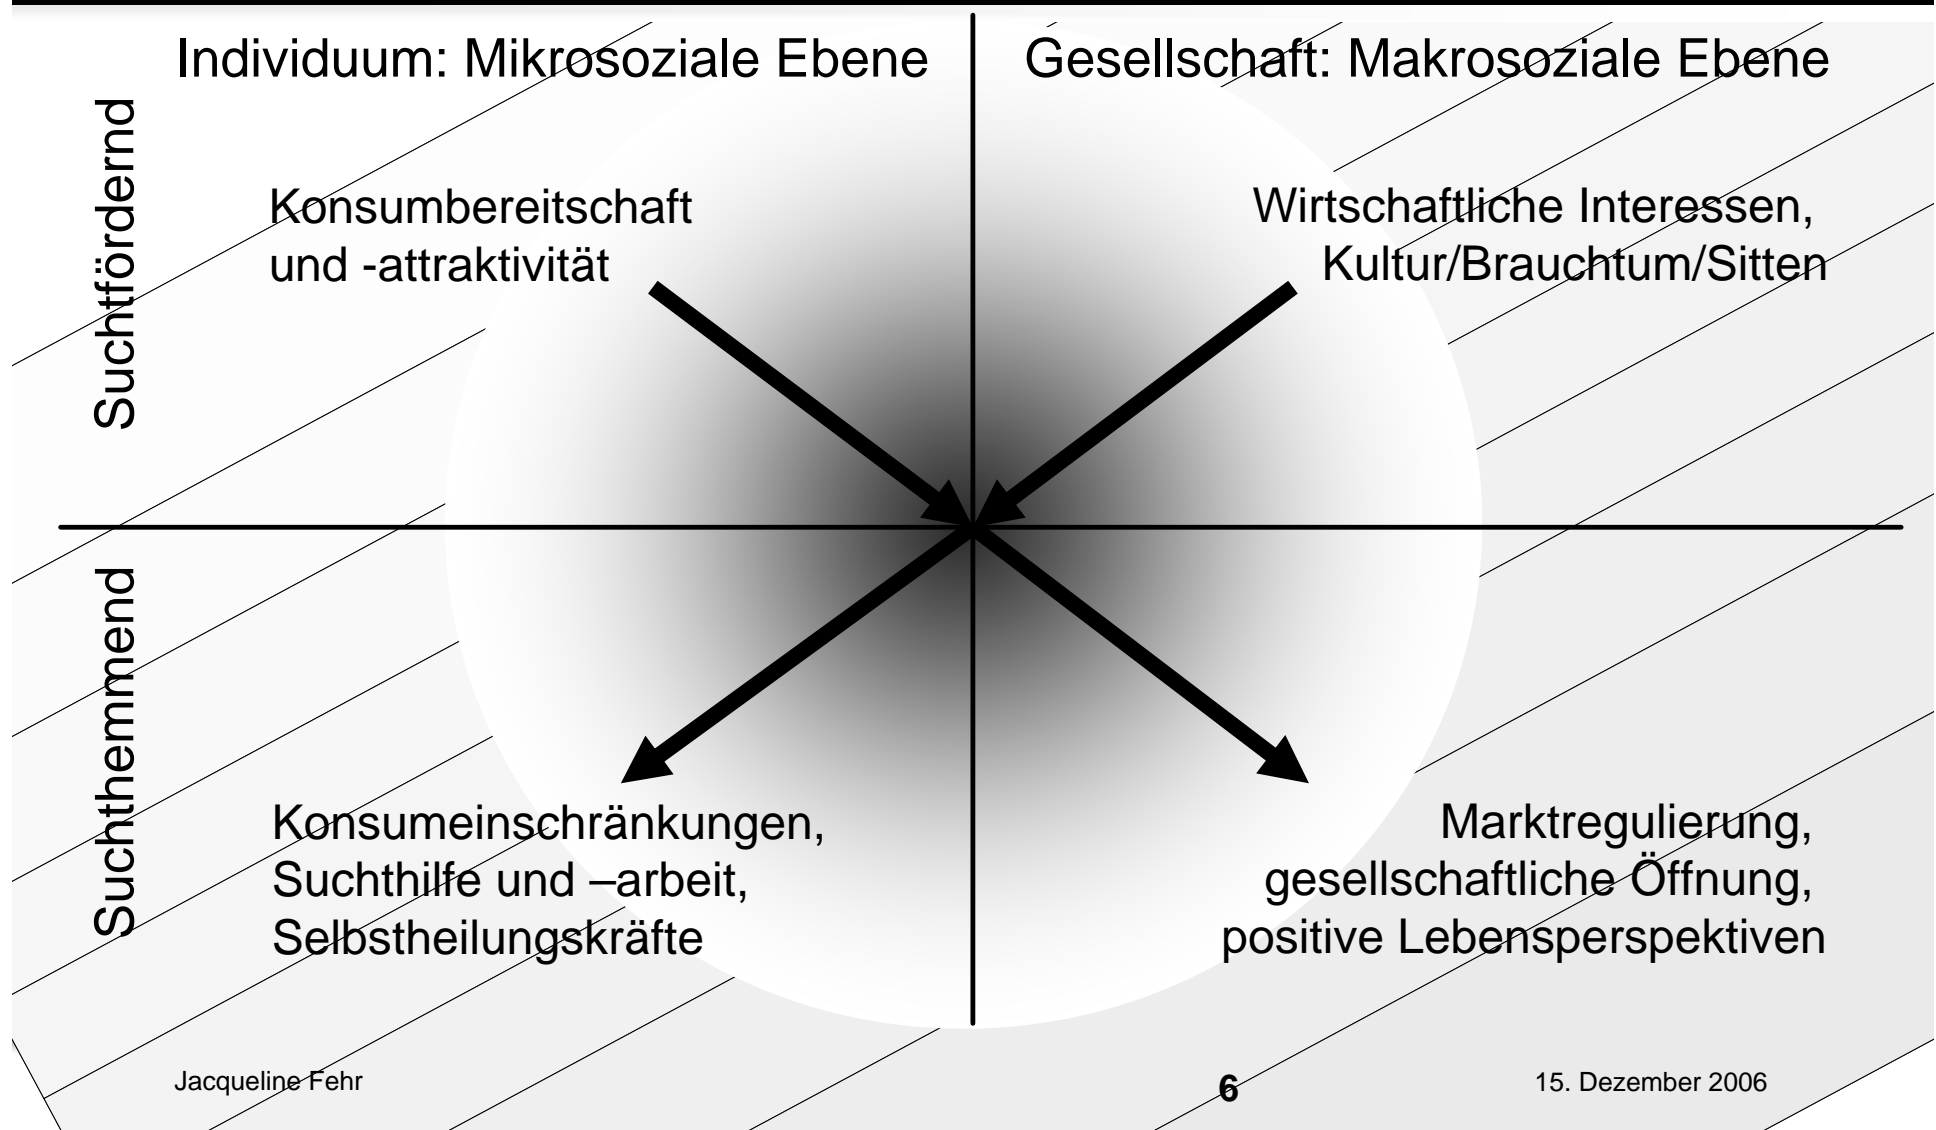 Individuum: Mikrosoziale Ebene
Gesellschaft: Makrosoziale Ebene
Suchtfördernd
Konsumbereitschaft
und -attraktivität
Wirtschaftliche Interessen,
Kultur/Brauchtum/Sitten
Suchthemmend
Konsumeinschränkungen,
Suchthilfe und –arbeit,
Selbstheilungskräfte
Marktregulierung,
gesellschaftliche Öffnung,
positive Lebensperspektiven
Jacqueline Fehr
6
15. Dezember 2006